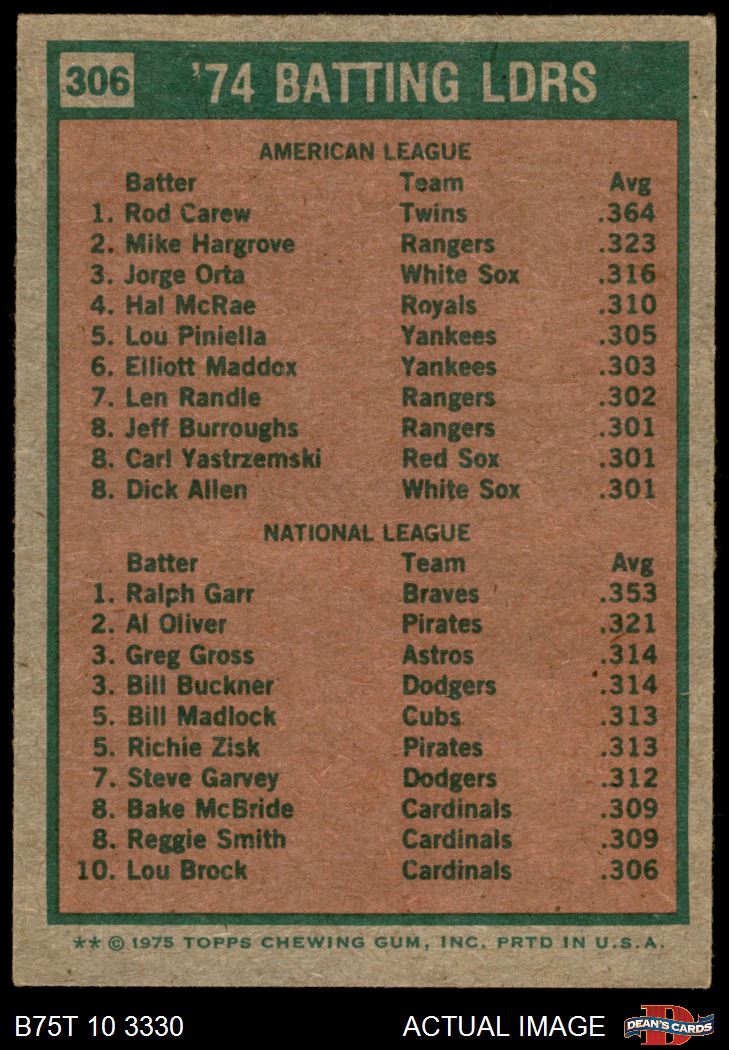 306 '74 BATTING LDRS
AMERICAN LEAGUE
Batter Team Avg
1. Rod Carew Twins .364
2. Mike Hargrove Rangers .323
3. Jorge Orta White Sox .316
4. Hal McRae Royals .310
5. Lou Piniella Yankees .305
6. Elliott Maddox Yankees .303
7. Len Randle Rangers .302
8. Jeff Burroughs Rangers .301
8. Carl Yastrzemski Red Sox .301
8. Dick Allen White Sox .301
NATIONAL LEAGUE
Batter Team Avg
1. Ralph Garr Braves .353
2. Al Oliver Pirates .321
3. Greg Gross Astros .314
3. Bill Buckner Dodgers .314
5. Bill Madlock Cubs .313
5. Richie Zisk Pirates .313
7. Steve Garvey Dodgers .312
8. Bake McBride Cardinals .309
8. Reggie Smith Cardinals .309
10. Lou Brock Cardinals .306
** © 1975 TOPPS CHEWING GUM, INC. PRTD IN U.S.A.
B75T 10 3330 ACTUAL IMAGE DEAN'S CARDS